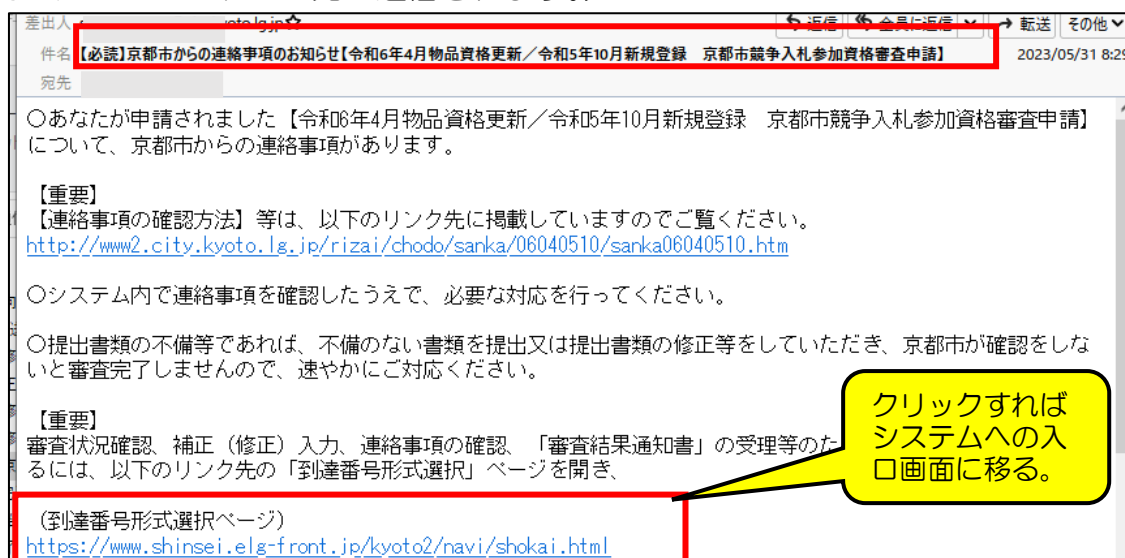 差出人 yoto.lg.jp☆ 返信 全員に返信 転送 その他
件名 【必読】京都市からの連絡事項のお知らせ【令和6年4月物品資格更新／令和5年10月新規登録　京都市競争入札参加資格審査申請】 2023/05/31 8:29
宛先
○あなたが申請されました【令和6年4月物品資格更新／令和5年10月新規登録　京都市競争入札参加資格審査申請】
について、京都市からの連絡事項があります。
【重要】
【連絡事項の確認方法】等は、以下のリンク先に掲載していますのでご覧ください。
http://www2.city.kyoto.lg.jp/rizai/chodo/sanka/06040510/sanka06040510.htm
○システム内で連絡事項を確認したうえで、必要な対応を行ってください。
○提出書類の不備等であれば、不備のない書類を提出又は提出書類の修正等をしていただき、京都市が確認をしな
いと審査完了しませんので、速やかにご対応ください。
【重要】
審査状況確認、補正（修正）入力、連絡事項の確認、「審査結果通知書」の受理等のた
るには、以下のリンク先の「到達番号形式選択」ページを開き、
クリックすれば
システムへの入
口画面に移る。
（到達番号形式選択ページ）
https://www.shinsei.elg-front.jp/kyoto2/navi/shokai.html